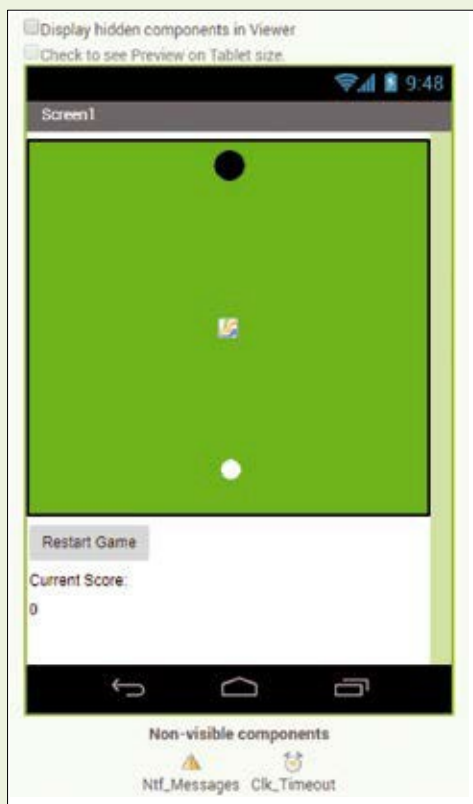 Display hidden components in Viewer
Check to see Preview on Tablet size.
9:48
Screen1
Restart Game
Current Score:
0
Non-visible components
Ntf_Messages Clk_Timeout